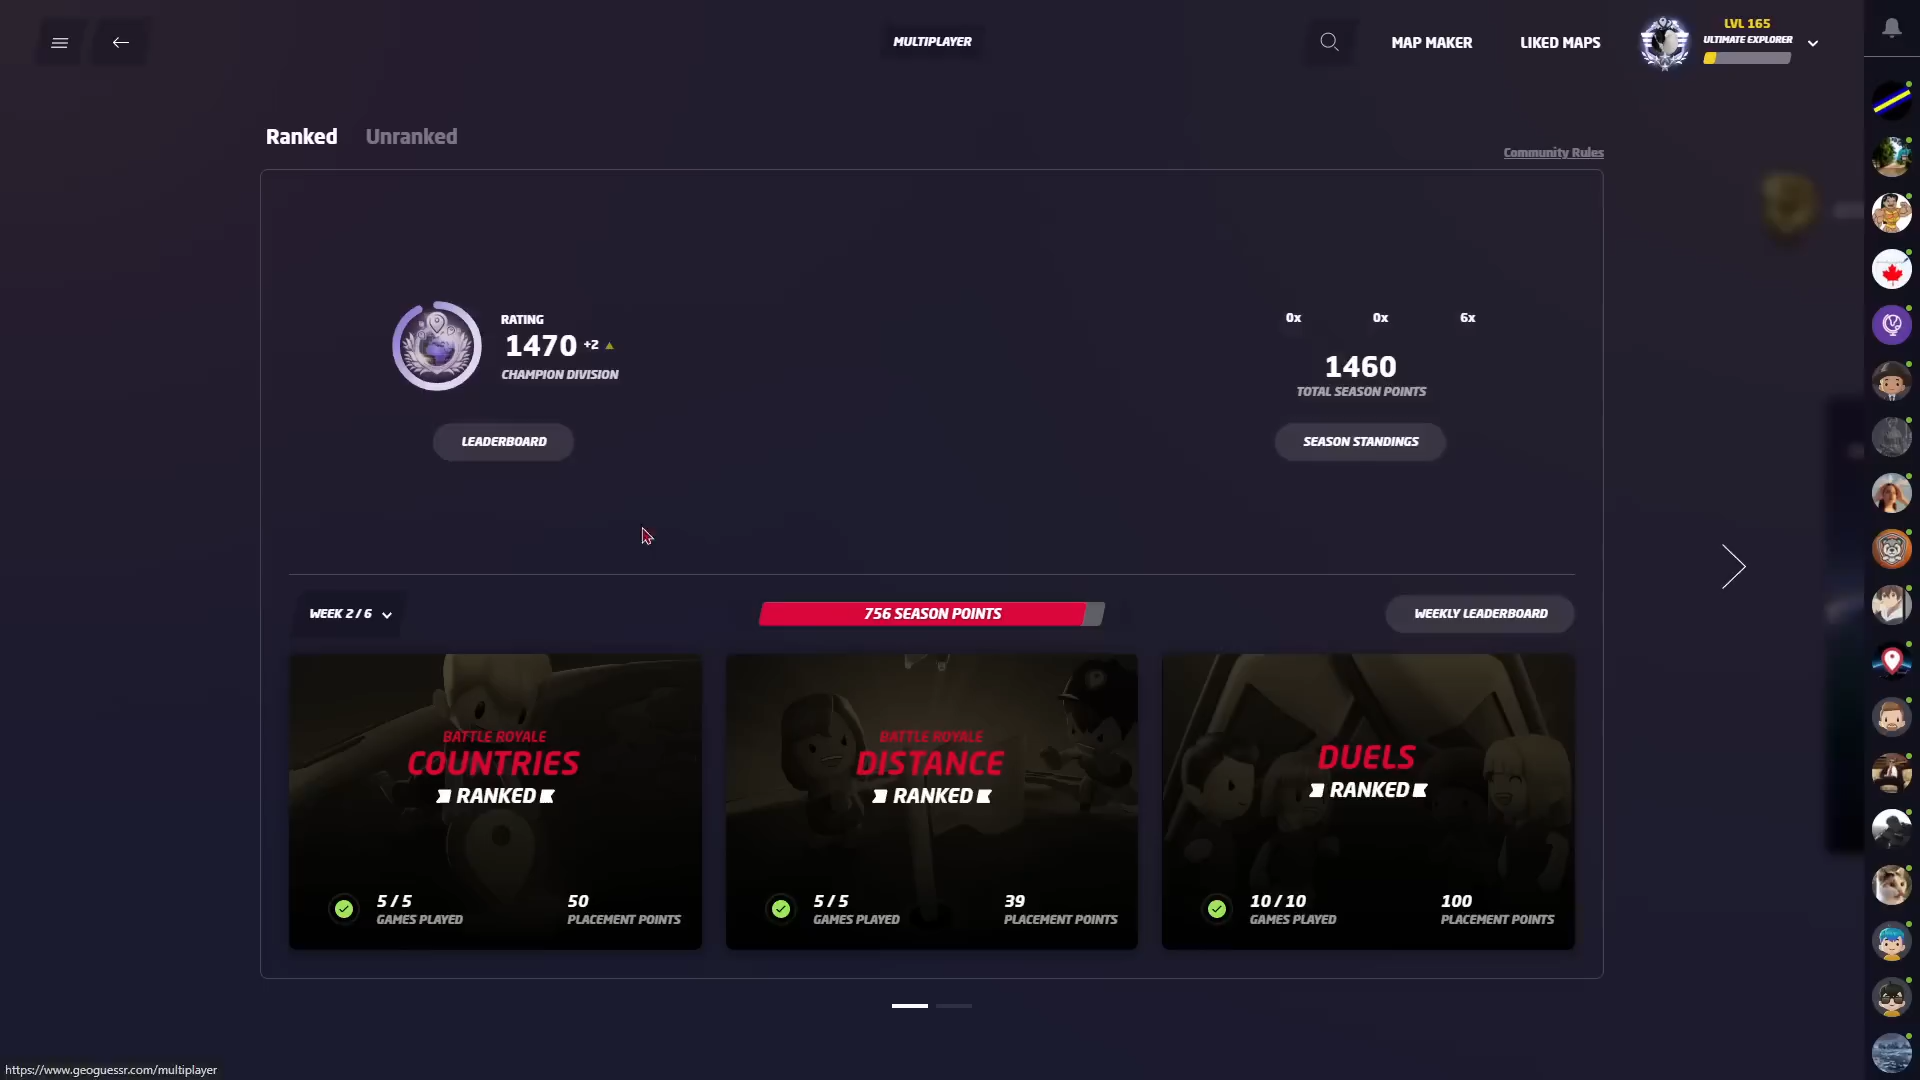 MULTIPLAYER
MAP MAKER
LIKED MAPS
LVL 165
ULTIMATE EXPLORER
Ranked
Unranked
Community Rules
RATING
1470 +2
CHAMPION DIVISION
LEADERBOARD
0x
0x
6x
1460
TOTAL SEASON POINTS
SEASON STANDINGS
WEEK 2 / 6
756 SEASON POINTS
WEEKLY LEADERBOARD
BATTLE ROYALE
COUNTRIES
RANKED
5 / 5
GAMES PLAYED
50
PLACEMENT POINTS
BATTLE ROYALE
DISTANCE
RANKED
5 / 5
GAMES PLAYED
39
PLACEMENT POINTS
DUELS
RANKED
10 / 10
GAMES PLAYED
100
PLACEMENT POINTS
https://www.geoguessr.com/multiplayer